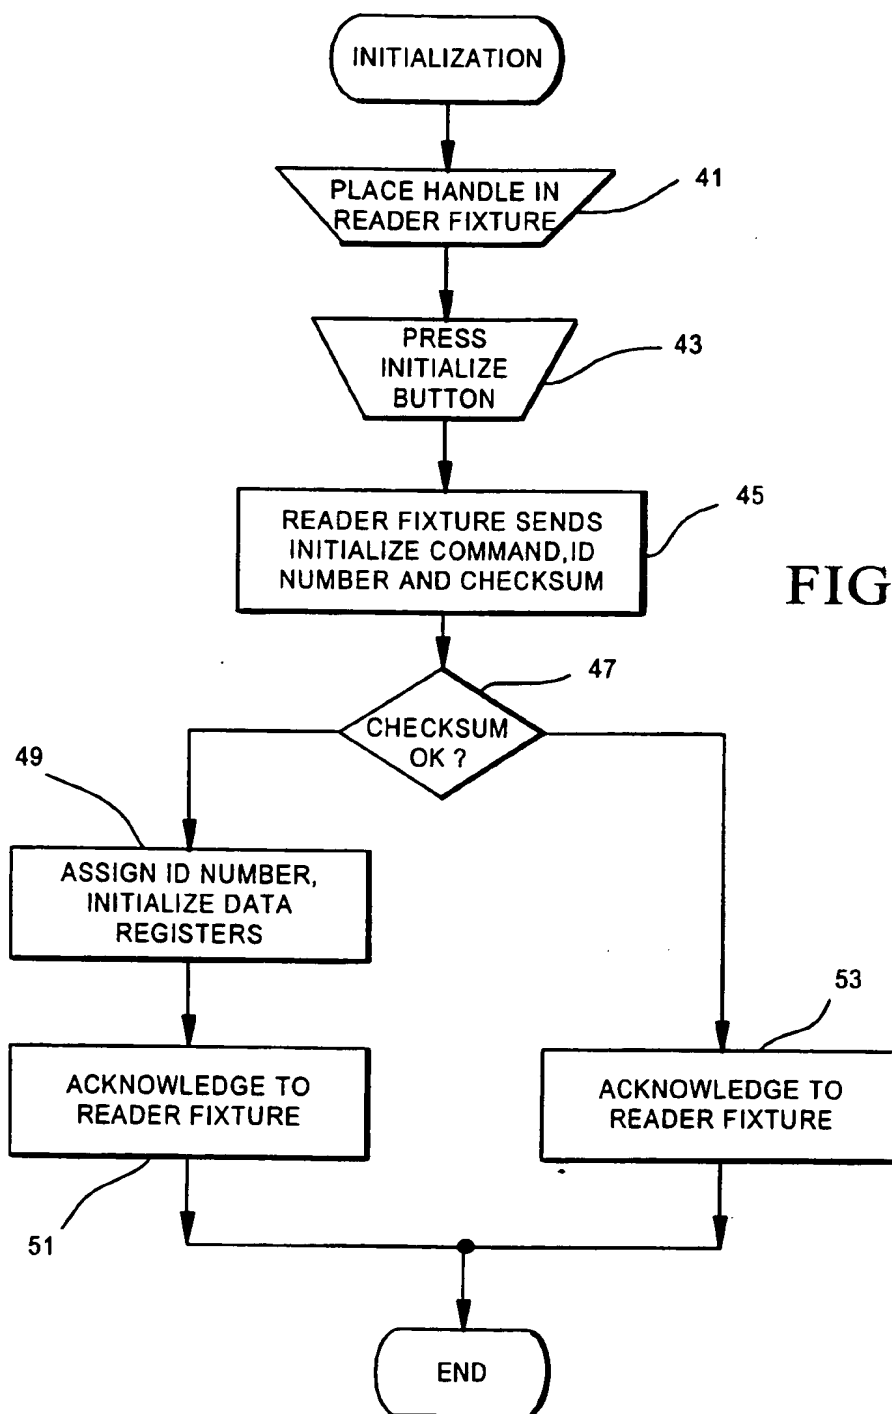 INITIALIZATION
PLACE HANDLE IN
READER FIXTURE
41
PRESS
INITIALIZE
BUTTON
43
READER FIXTURE SENDS
INITIALIZE COMMAND,ID
NUMBER AND CHECKSUM
45
FIG
CHECKSUM
OK ?
47
49
ASSIGN ID NUMBER,
INITIALIZE DATA
REGISTERS
53
ACKNOWLEDGE TO
READER FIXTURE
ACKNOWLEDGE TO
READER FIXTURE
51
END